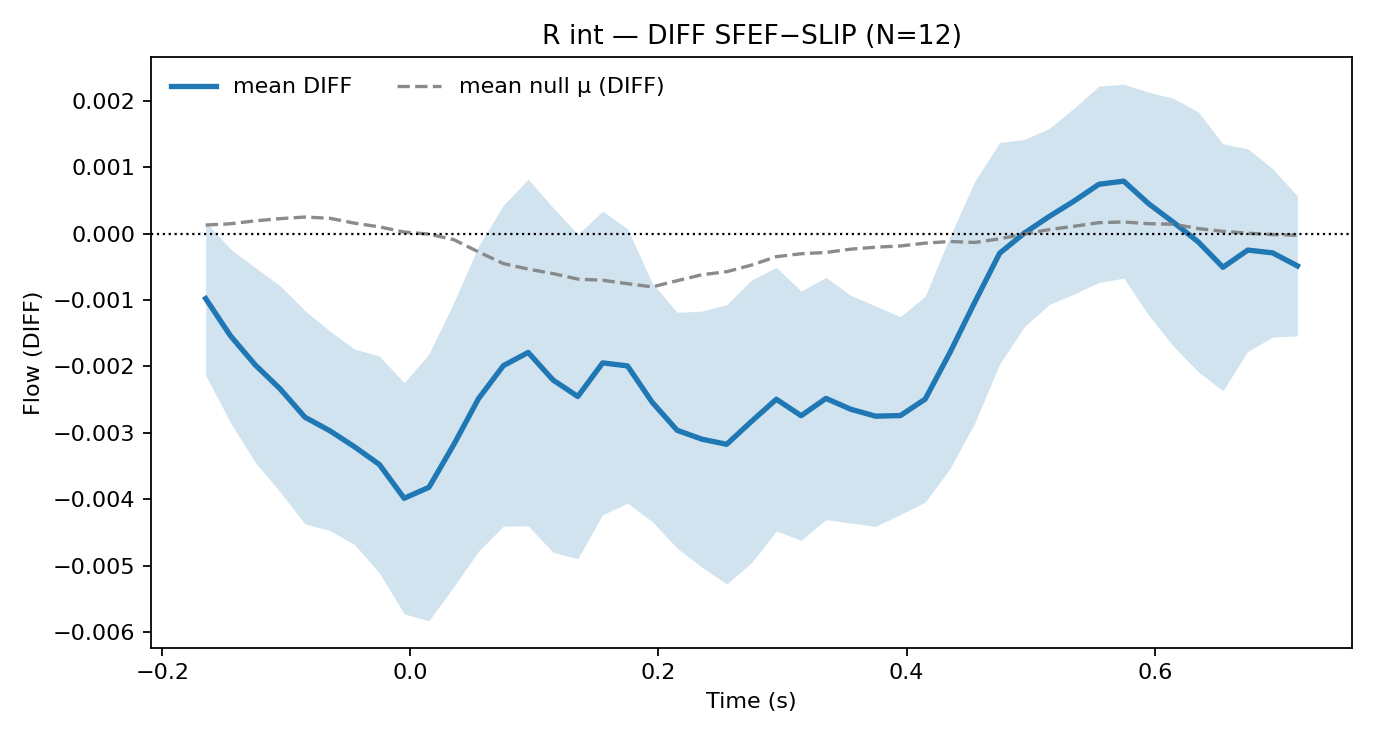 R int — DIFF SFEF−SLIP (N=12)
mean DIFF
mean null μ (DIFF)
0.002
0.001
0.000
−0.001
−0.002
−0.003
−0.004
−0.005
−0.006
Flow (DIFF)
−0.2
0.0
0.2
0.4
0.6
Time (s)